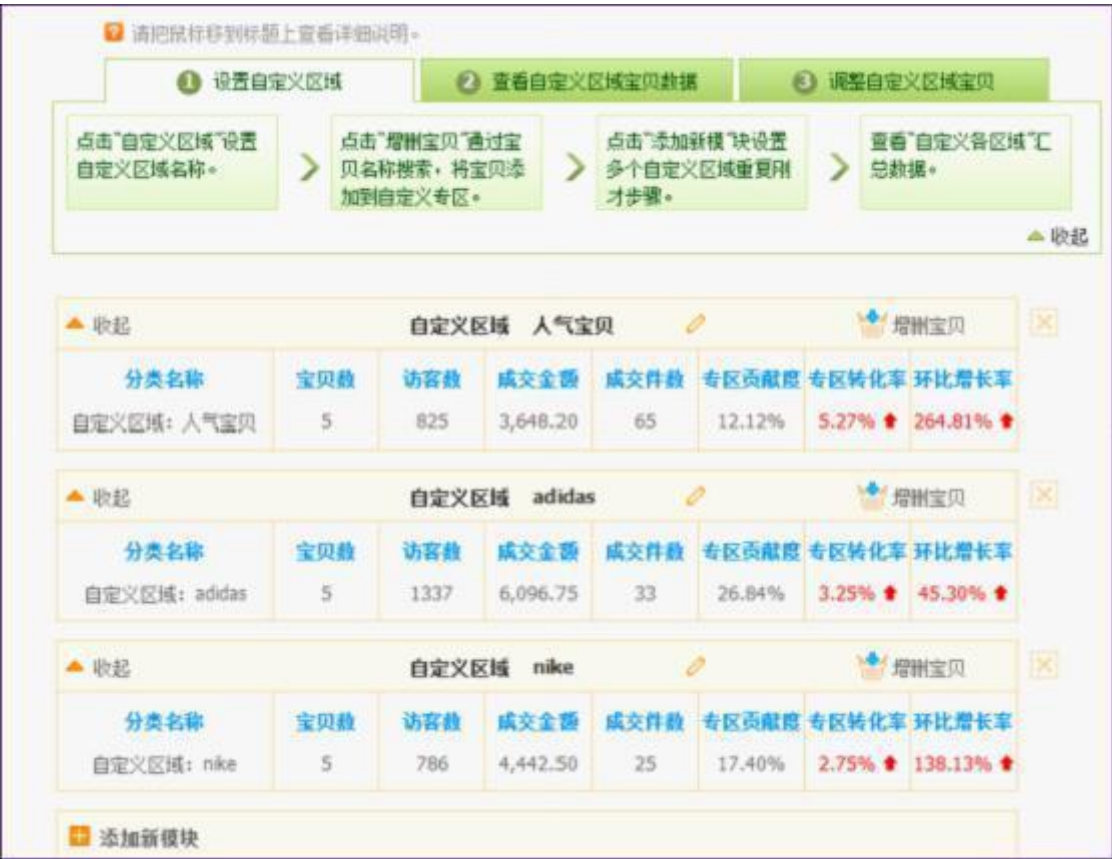 请把鼠标移到标题上查看详细说明。
1 设置自定义区域 2 查看自定义区域宝贝数据 3 调整自定义区域宝贝
点击"自定义区域"设置
自定义区域名称。
点击"增删宝贝"通过宝
贝名称搜索，将宝贝添
加到自定义专区。
点击"添加新模"块设置
多个自定义区域重复刚
才步骤。
查看"自定义各区域"汇
总数据。
收起
收起 自定义区域 人气宝贝 增删宝贝
分类名称 宝贝数 访客数 成交金额 成交件数 专区贡献度 专区转化率 环比增长率
自定义区域：人气宝贝 5 825 3,648.20 65 12.12% 5.27% 264.81%
收起 自定义区域 adidas 增删宝贝
分类名称 宝贝数 访客数 成交金额 成交件数 专区贡献度 专区转化率 环比增长率
自定义区域：adidas 5 1337 6,096.75 33 26.84% 3.25% 45.30%
收起 自定义区域 nike 增删宝贝
分类名称 宝贝数 访客数 成交金额 成交件数 专区贡献度 专区转化率 环比增长率
自定义区域：nike 5 786 4,442.50 25 17.40% 2.75% 138.13%
添加新模块